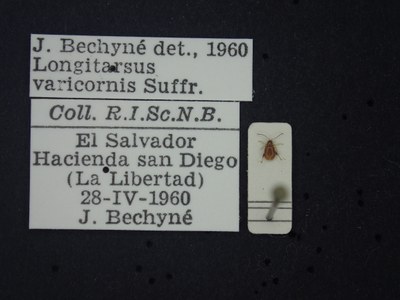 J. Bechyné det., 1960
Longitarsus
varicornis Suffr.
Coll. R.I.Sc.N.B.
El Salvador
Hacienda san Diego
(La Libertad)
28-IV-1960
J. Bechyné